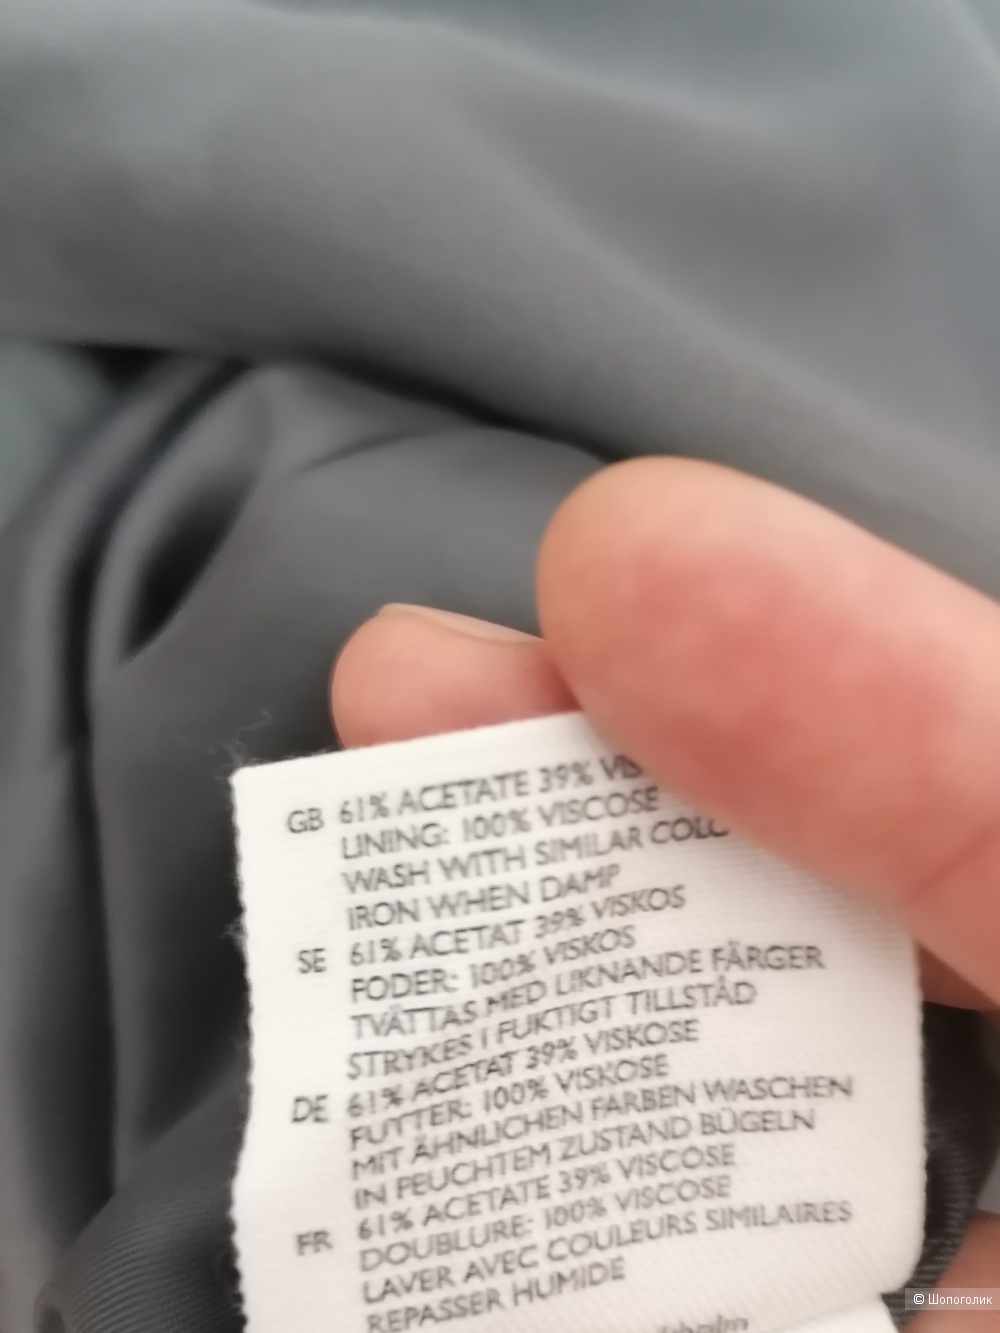 GB 61% ACETATE 39% VIS
LINING: 100% VISCOSE
WASH WITH SIMILAR COLO
IRON WHEN DAMP
SE 61% ACETAT 39% VISKOS
FODER: 100% VISKOS
TVÄTTAS MED LIKNANDE FÄRGER
STRYKES I FUKTIGT TILLSTÅD
DE 61% ACETAT 39% VISKOSE
FUTTER: 100% VISKOSE
MIT ÄHNLICHEN FARBEN WASCHEN
IN FEUCHTEM ZUSTAND BÜGELN
FR 61% ACETATE 39% VISCOSE
DOUBLURE: 100% VISCOSE
LAVER AVEC COULEURS SIMILAIRES
REPASSER HUMIDE
© Шопоголик